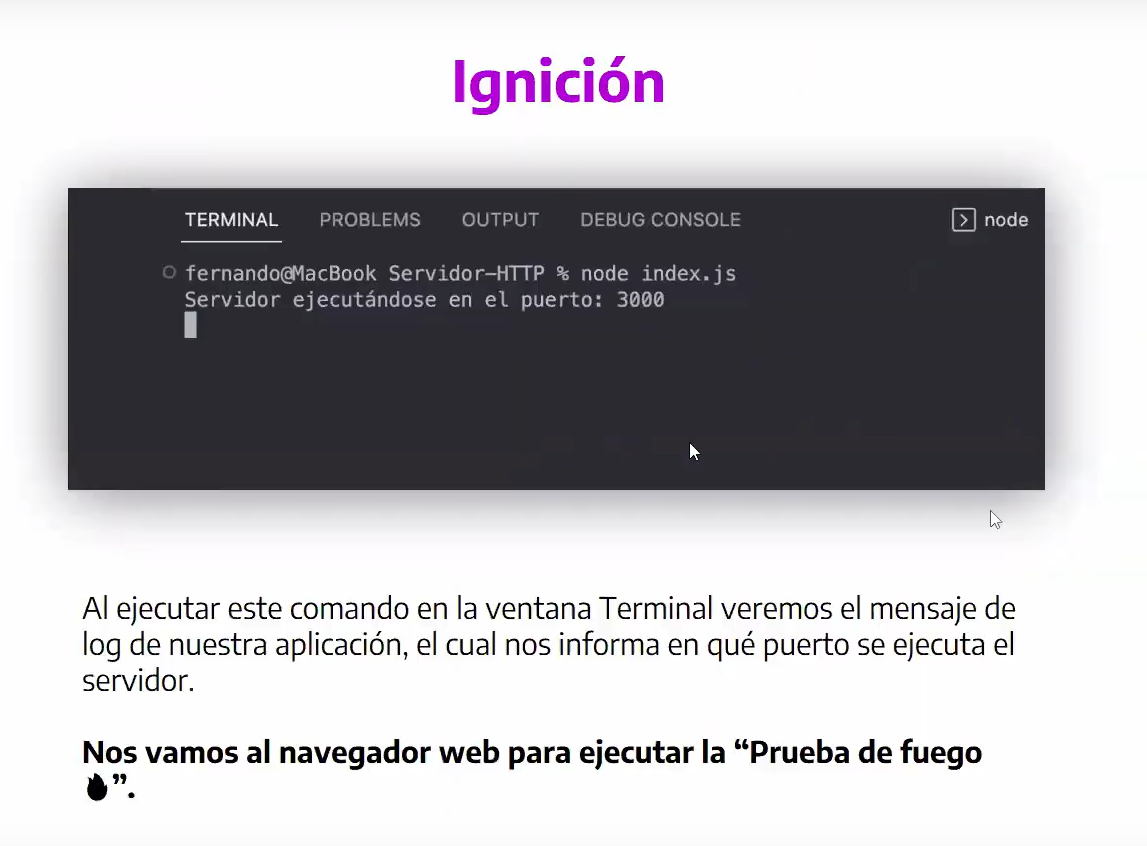 Ignición
TERMINAL PROBLEMS OUTPUT DEBUG CONSOLE node
fernando@MacBook Servidor-HTTP % node index.js
Servidor ejecutándose en el puerto: 3000
Al ejecutar este comando en la ventana Terminal veremos el mensaje de
log de nuestra aplicación, el cual nos informa en qué puerto se ejecuta el
servidor.
Nos vamos al navegador web para ejecutar la “Prueba de fuego
🔥”.